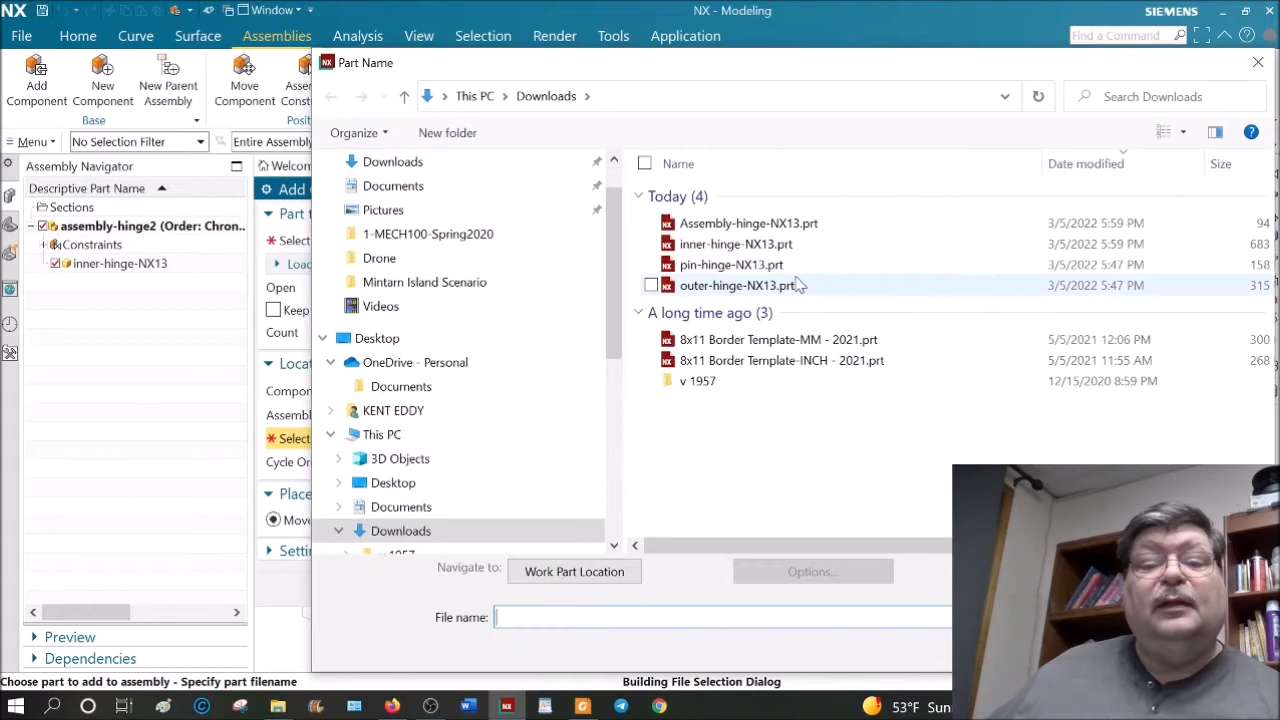 NX
Window
NX - Modeling
SIEMENS
File
Home
Curve
Surface
Assemblies
Analysis
View
Selection
Render
Tools
Application
Find a Command
Add
Component
New
Component
New Parent
Assembly
Move
Component
Base
Menu
No Selection Filter
Entire Assembly
Assembly Navigator
Descriptive Part Name
Sections
assembly-hinge2 (Order: Chron...
Constraints
inner-hinge-NX13
Preview
Dependencies
Add
Open
Count
Cycle
NX Part Name
This PC
Downloads
Search Downloads
Organize
New folder
Downloads
Documents
Pictures
1-MECH100-Spring2020
Drone
Mintarn Island Scenario
Videos
Desktop
OneDrive - Personal
Documents
KENT EDDY
This PC
3D Objects
Desktop
Documents
Downloads
v 1957
Name
Date modified
Size
Today (4)
Assembly-hinge-NX13.prt 3/5/2022 5:59 PM 94
inner-hinge-NX13.prt 3/5/2022 5:59 PM 683
pin-hinge-NX13.prt 3/5/2022 5:47 PM 158
outer-hinge-NX13.prt 3/5/2022 5:47 PM 315
A long time ago (3)
8x11 Border Template-MM - 2021.prt 5/5/2021 12:06 PM 300
8x11 Border Template-INCH - 2021.prt 5/5/2021 11:55 AM 268
v 1957 12/15/2020 8:59 PM
Navigate to:
Work Part Location
Options...
File name:
Choose part to add to assembly - Specify part filename
Building File Selection Dialog
53°F